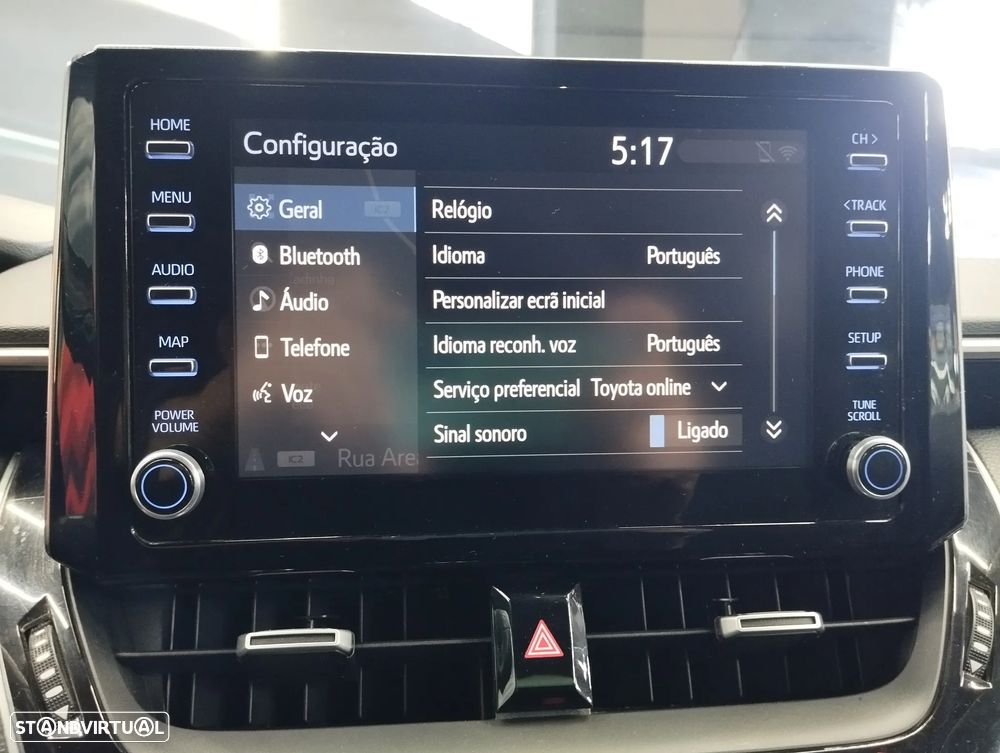 HOME
MENU
AUDIO
MAP
POWER
VOLUME
Configuração
5:17
Geral
Bluetooth
Áudio
Telefone
Voz
IC2 Rua Area
Relógio
Idioma Português
Personalizar ecrã inicial
Idioma reconh. voz Português
Serviço preferencial Toyota online
Sinal sonoro Ligado
CH >
< TRACK
PHONE
SETUP
TUNE
SCROLL
STANDVIRTUAL